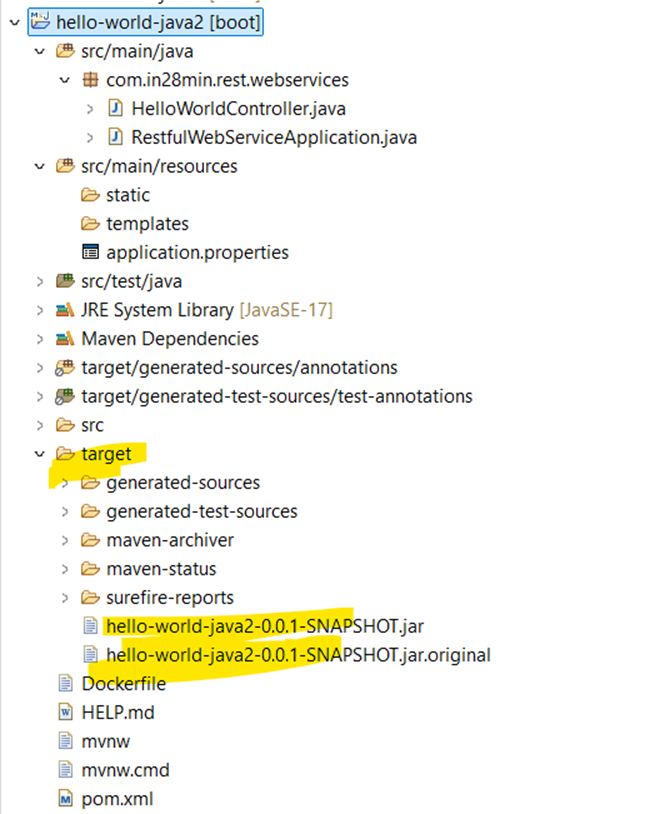 hello-world-java2 [boot]
src/main/java
com.in28min.rest.webservices
HelloWorldController.java
RestfulWebServiceApplication.java
src/main/resources
static
templates
application.properties
src/test/java
JRE System Library [JavaSE-17]
Maven Dependencies
target/generated-sources/annotations
target/generated-test-sources/test-annotations
src
target
generated-sources
generated-test-sources
maven-archiver
maven-status
surefire-reports
hello-world-java2-0.0.1-SNAPSHOT.jar
hello-world-java2-0.0.1-SNAPSHOT.jar.original
Dockerfile
HELP.md
mvnw
mvnw.cmd
pom.xml